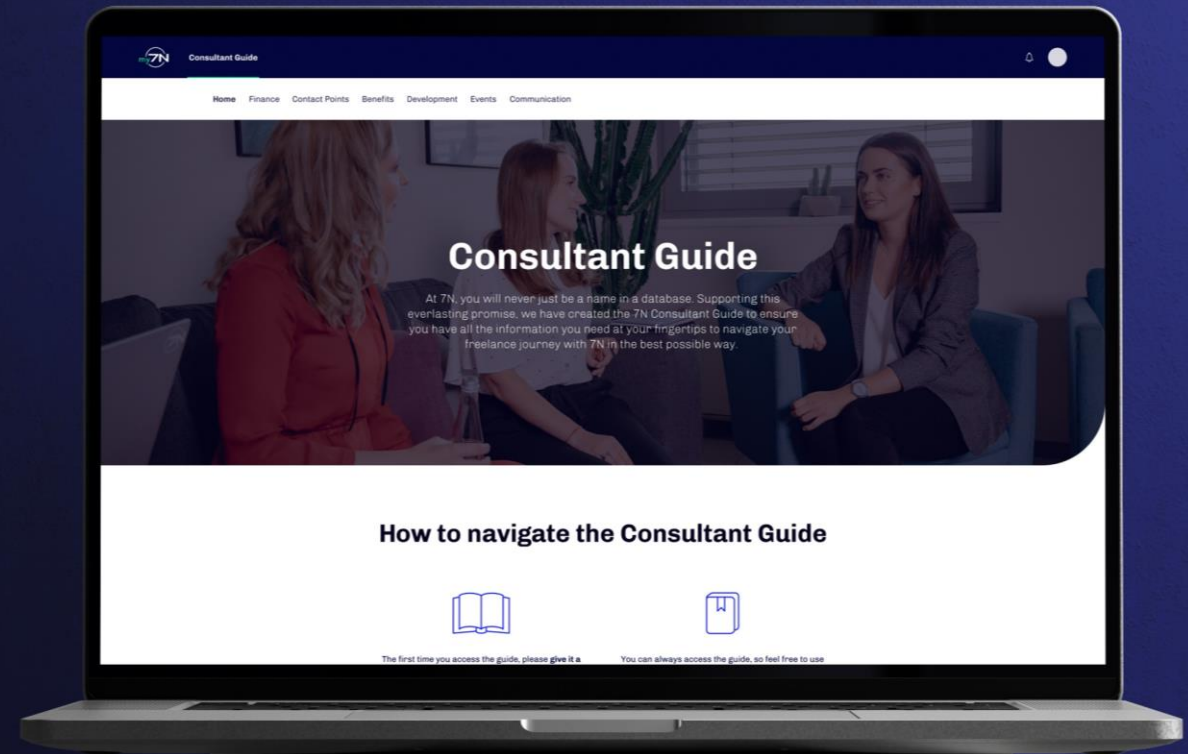 my7N
Consultant Guide
Home Finance Contact Points Benefits Development Events Communication
Consultant Guide
At 7N, you will never just be a name in a database. Supporting this
everlasting promise, we have created the 7N Consultant Guide to ensure
you have all the information you need at your fingertips to navigate your
freelance journey with 7N in the best possible way.
How to navigate the Consultant Guide
The first time you access the guide, please give it a
You can always access the guide, so feel free to use